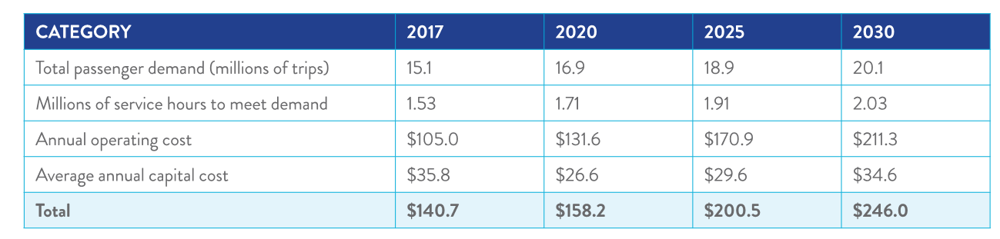 CATEGORY 2017 2020 2025 2030
Total passenger demand (millions of trips) 15.1 16.9 18.9 20.1
Millions of service hours to meet demand 1.53 1.71 1.91 2.03
Annual operating cost $105.0 $131.6 $170.9 $211.3
Average annual capital cost $35.8 $26.6 $29.6 $34.6
Total $140.7 $158.2 $200.5 $246.0